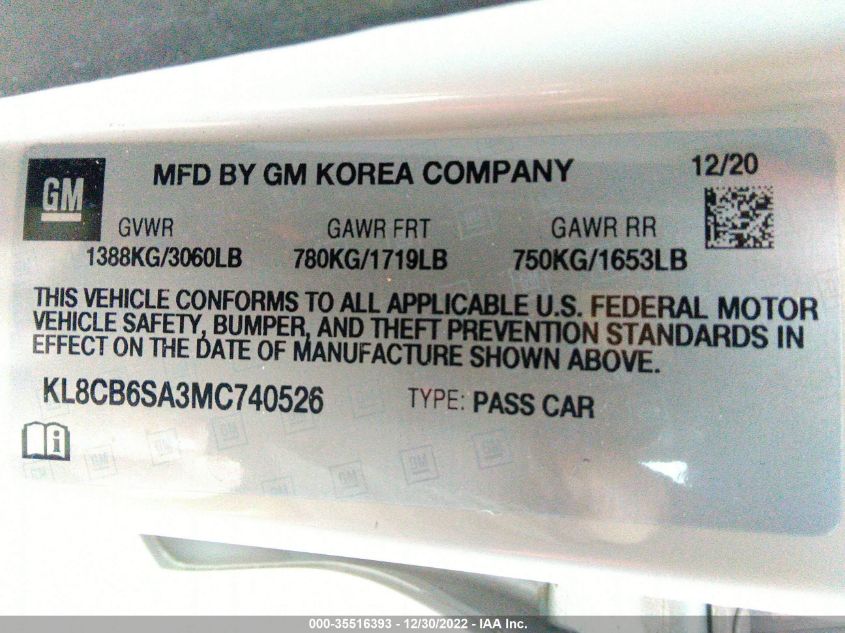 GM
MFD BY GM KOREA COMPANY 12/20
GVWR GAWR FRT GAWR RR
1388KG/3060LB 780KG/1719LB 750KG/1653LB
THIS VEHICLE CONFORMS TO ALL APPLICABLE U.S. FEDERAL MOTOR
VEHICLE SAFETY, BUMPER, AND THEFT PREVENTION STANDARDS IN
EFFECT ON THE DATE OF MANUFACTURE SHOWN ABOVE.
KL8CB6SA3MC740526 TYPE: PASS CAR
i
000-35516393 - 12/30/2022 - IAA Inc.